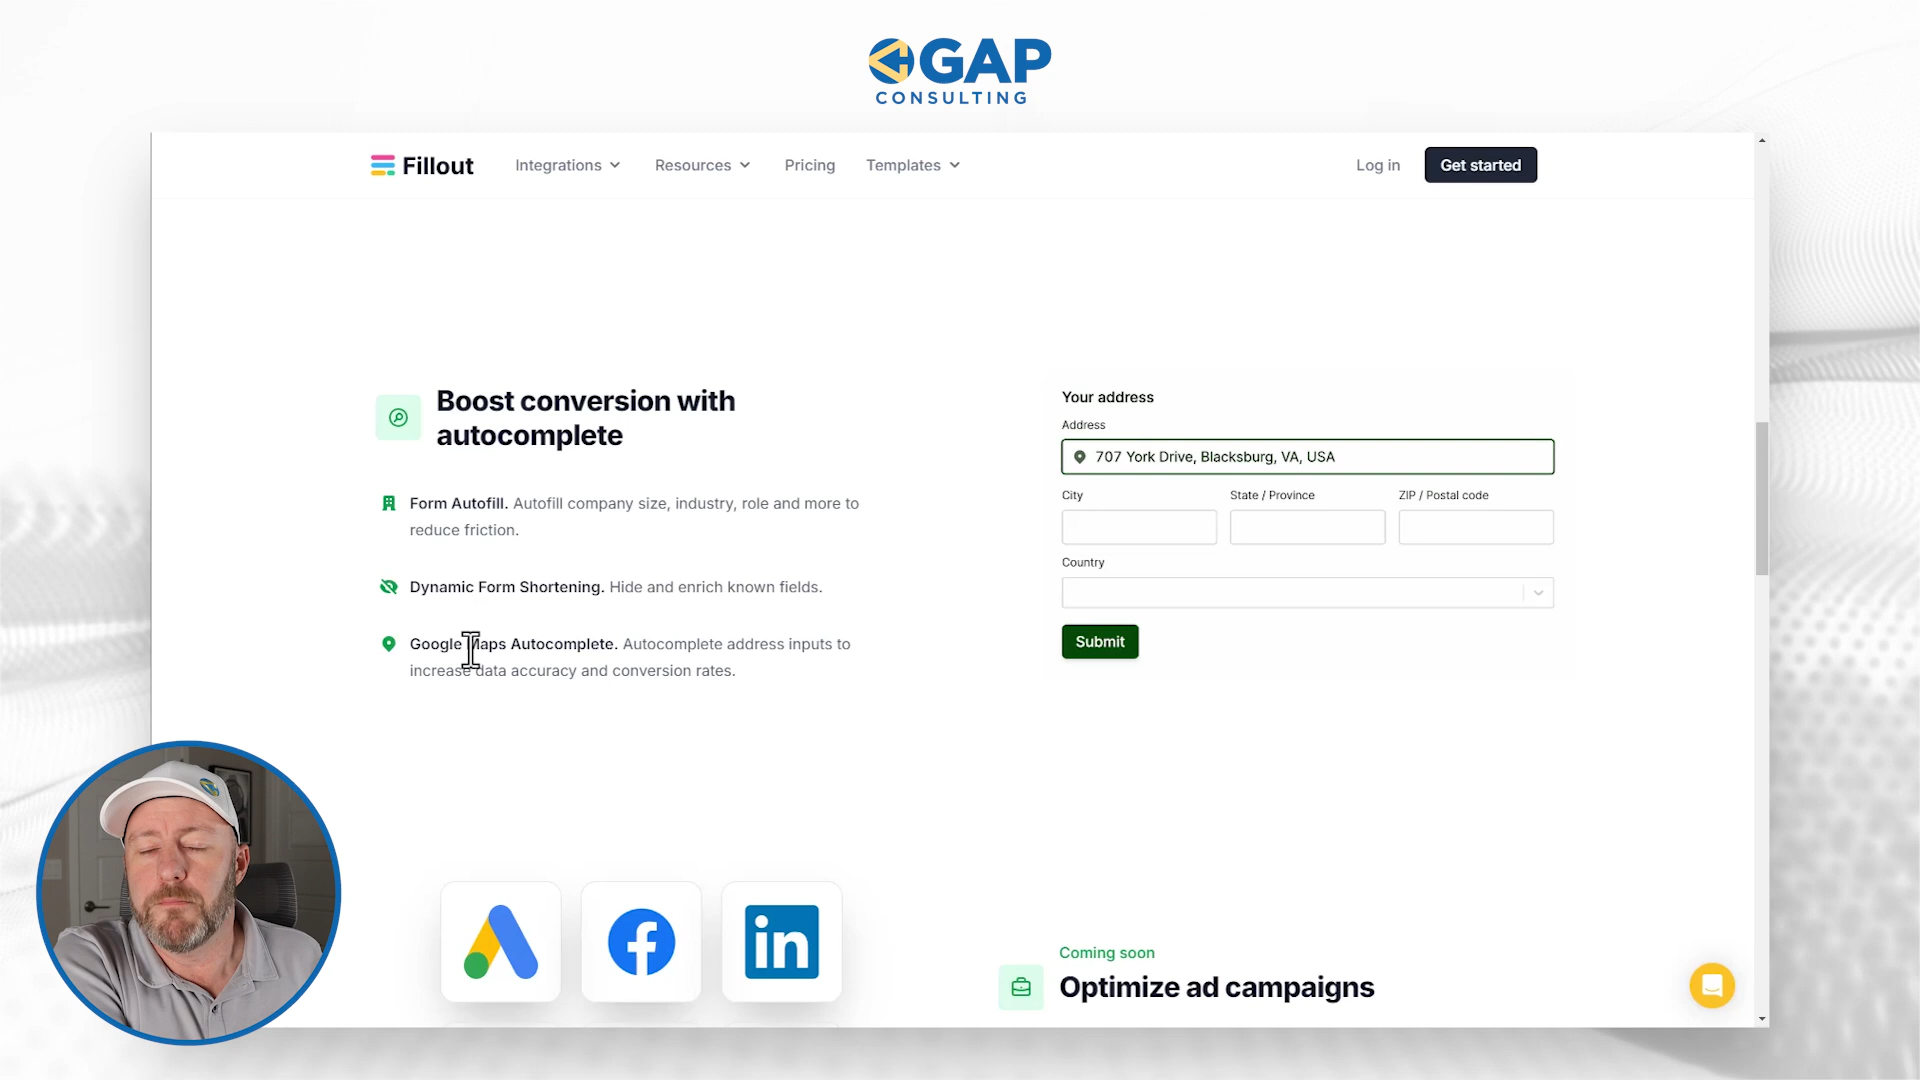 GAP
CONSULTING
Fillout
Integrations
Resources
Pricing
Templates
Log in
Get started
Boost conversion with
autocomplete
Form Autofill. Autofill company size, industry, role and more to
reduce friction.
Dynamic Form Shortening. Hide and enrich known fields.
Google Maps Autocomplete. Autocomplete address inputs to
increase data accuracy and conversion rates.
Your address
Address
707 York Drive, Blacksburg, VA, USA
City
State / Province
ZIP / Postal code
Country
Submit
in
Coming soon
Optimize ad campaigns